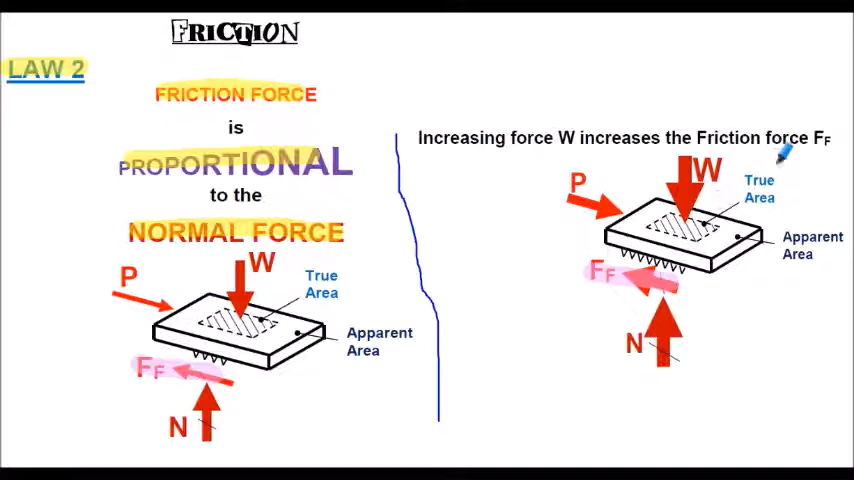 FRICTION
LAW 2
FRICTION FORCE
is
PROPORTIONAL
to the
NORMAL FORCE
P
W
True
Area
Apparent
Area
FF
N
Increasing force W increases the Friction force FF
P
W
True
Area
Apparent
Area
FF
N